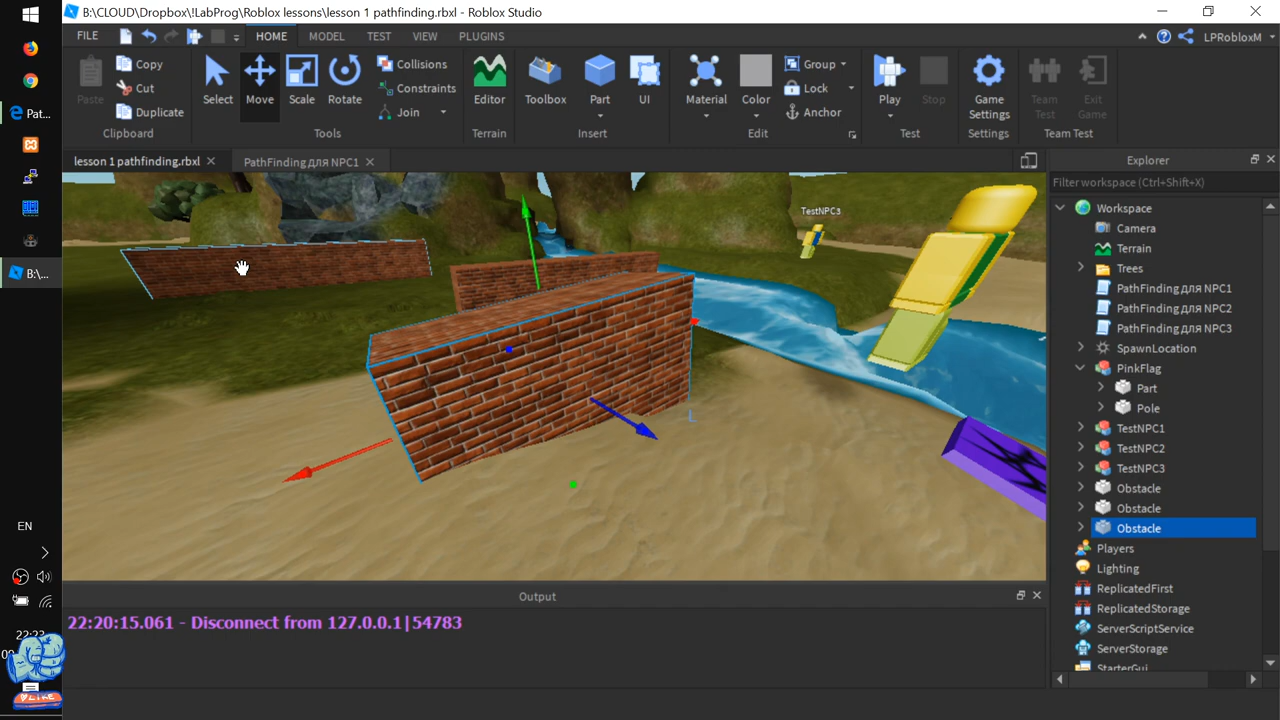 B:\CLOUD\Dropbox\!LabProg\Roblox lessons\lesson 1 pathfinding.rbxl - Roblox Studio
FILE
HOME
MODEL
TEST
VIEW
PLUGINS
LPRobloxM
Paste
Copy
Cut
Duplicate
Clipboard
Select
Move
Scale
Rotate
Collisions
Constraints
Join
Tools
Editor
Terrain
Toolbox
Part
UI
Insert
Material
Color
Group
Lock
Anchor
Edit
Play
Stop
Test
Game
Settings
Settings
Team
Test
Exit
Game
Team Test
Pat...
B:\...
EN
lesson 1 pathfinding.rbxl
PathFinding для NPC1
TestNPC3
Explorer
Filter workspace (Ctrl+Shift+X)
Workspace
Camera
Terrain
Trees
PathFinding для NPC1
PathFinding для NPC2
PathFinding для NPC3
SpawnLocation
PinkFlag
Part
Pole
TestNPC1
TestNPC2
TestNPC3
Obstacle
Obstacle
Obstacle
Players
Lighting
ReplicatedFirst
ReplicatedStorage
ServerScriptService
ServerStorage
StarterGui
Output
22:20:15.061 - Disconnect from 127.0.0.1|54783
LIKE